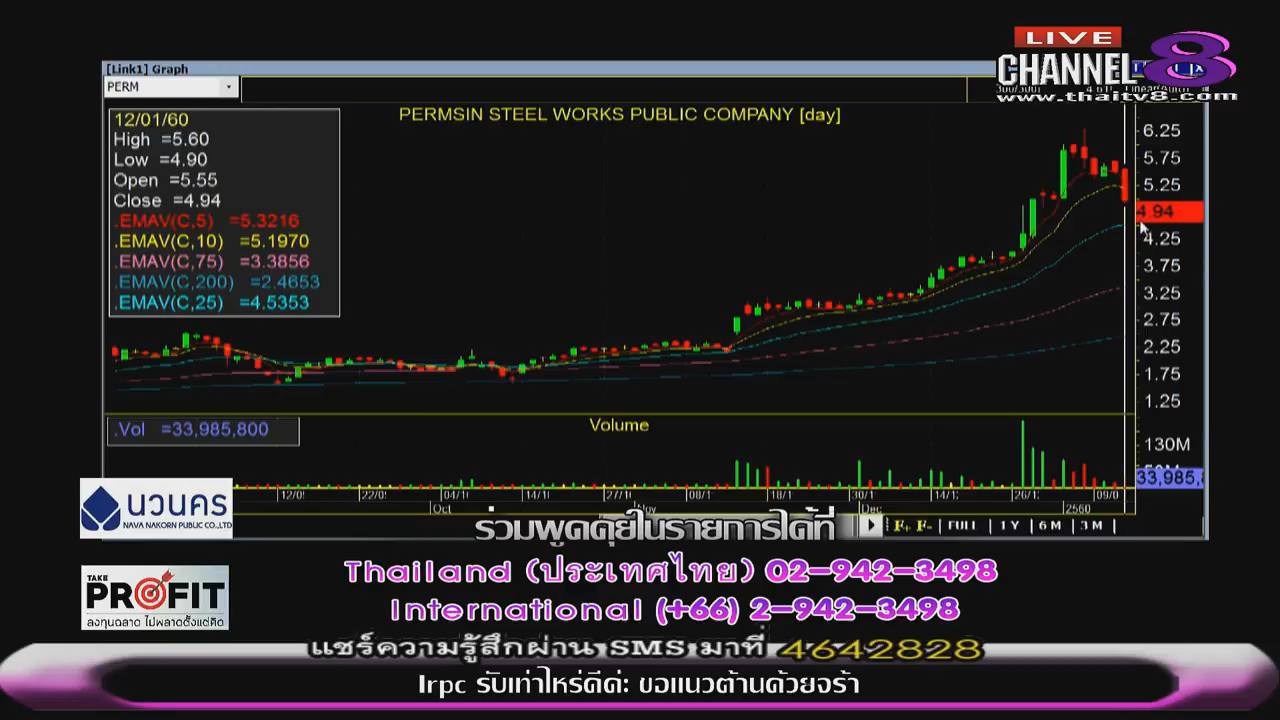 LIVE
CHANNEL 8
www.thaitv8.com
[Link1] Graph
PERM
PERMSIN STEEL WORKS PUBLIC COMPANY [day]
12/01/60
High =5.60
Low =4.90
Open =5.55
Close =4.94
.EMAV(C,5) =5.3216
.EMAV(C,10) =5.1970
.EMAV(C,75) =3.3856
.EMAV(C,200) =2.4653
.EMAV(C,25) =4.5353
6.25
5.75
5.25
4.94
4.25
3.75
3.25
2.75
2.25
1.75
1.25
Volume
.Vol =33,985,800
130M
33,985,
12/0 22/0 04/1 14/1 27/1 08/1 18/1 30/1 14/1 26/1 09/0
Oct Nov Dec 2560
F+ F- FULL 1 Y 6 M 3 M
นวนคร
NAVA NAKORN PUBLIC CO.,LTD
ร่วมพูดคุยในรายการได้ที่
Thailand (ประเทศไทย) 02-942-3498
International (+66) 2-942-3498
TAKE
PROFIT
ลงทุนฉลาด ไม่พลาดตั้งแต่คิด
แชร์ความรู้สึกผ่าน SMS มาที่ 4642828
Irpc รับเท่าไหร่ดีค่ะ ขอแนวต้านด้วยจร้า